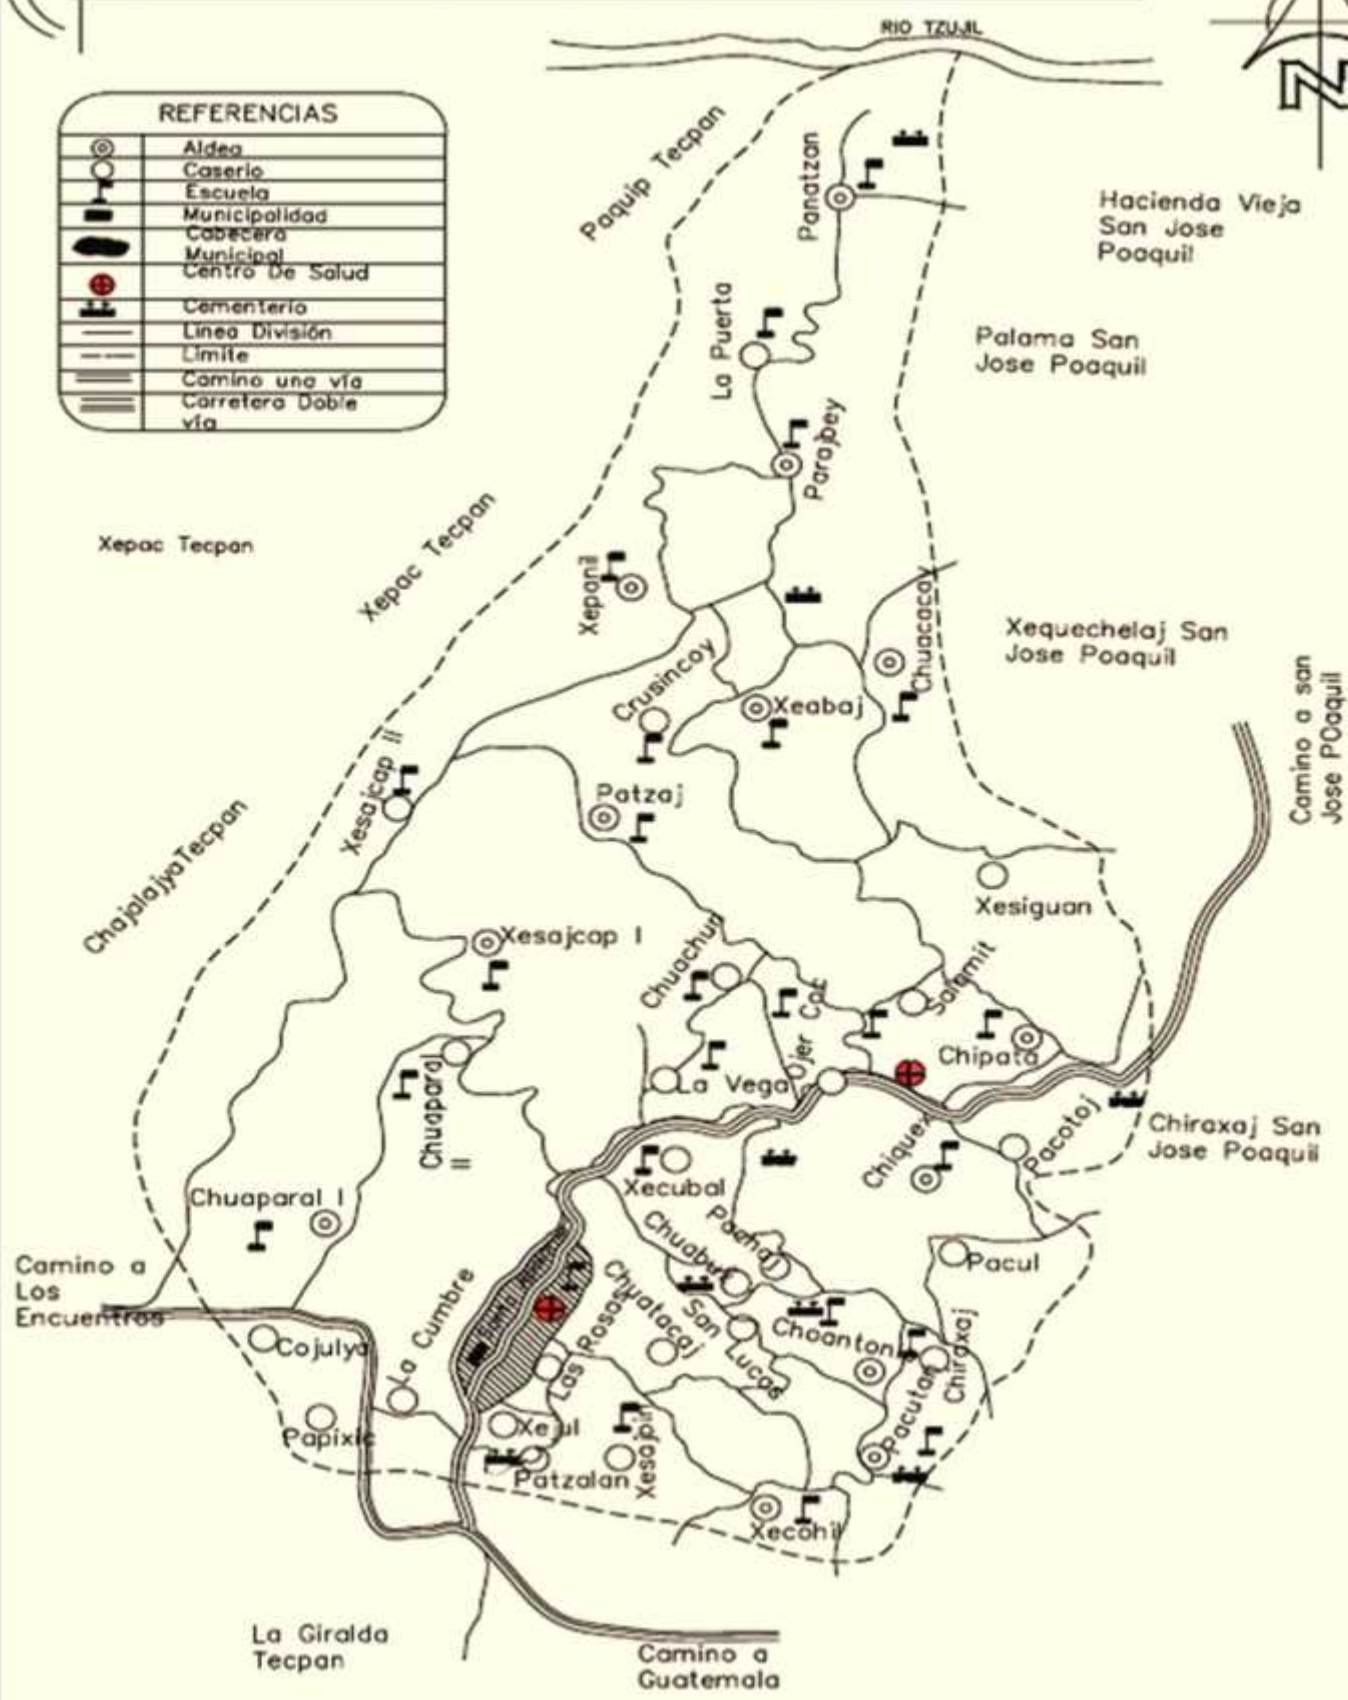 RIO TZUJIL
N
REFERENCIAS
Aldea
Caserio
Escuela
Municipalidad
Cabecera
Municipal
Centro De Salud
Cementerio
Linea División
Limite
Camino una vía
Carretera Doble
vía
Paquip Tecpan
Panatzan
Hacienda Vieja
San Jose
Poaquil
La Puerta
Palama San
Jose Poaquil
Parajbey
Xepac Tecpan
Xepac Tecpan
Xepanil
Chuacacay
Xequechelaj San
Jose Poaquil
Crusincoy
Xeabaj
Camino a san
Jose POaquil
Xesajcap II
Patzaj
ChajalajyaTecpan
Xesiguan
Xesajcap I
Chuachun
Salamit
Ojer
Cac
Chipata
La Vega
Chuaparal
II
Chiquex
Pacotoj
Chiraxaj San
Jose Poaquil
Xecubal
Chuaparal I
Chuabur
Pachaj
Pacul
Camino a
Los
Encuentros
La Cumbre
Santa
Chuatacaj
San
Lucas
Choanton
Chiraxaj
Cojulya
Las Rosas
Papixic
Xejul
Patzalan
Xesajpil
Pacutan
Xecohil
La Giralda
Tecpan
Camino a
Guatemala